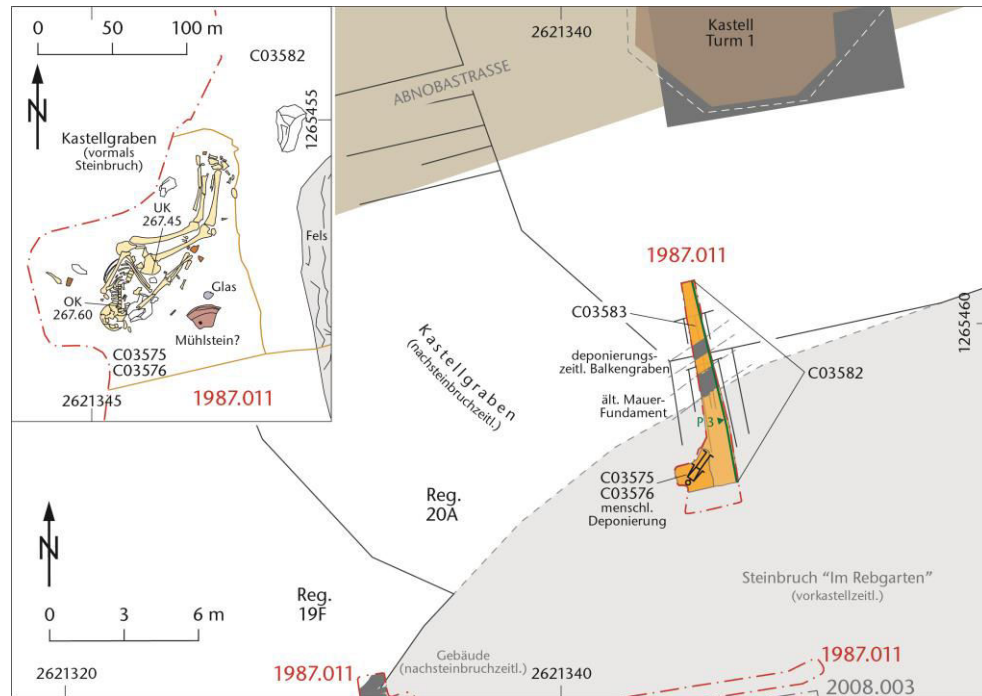 0 50 100 m
N
C03582
1265455
Kastellgraben
(vormals
Steinbruch)
UK
267.45
Fels
OK
267.60
Glas
Mühlstein?
C03575
C03576
2621345
1987.011
2621340
Kastell
Turm 1
ABNOBASTRASSE
1987.011
C03583
1265460
deponierungs-
zeitl. Balkengraben
C03582
ält. Mauer-
Fundament
P 3
Kastellgraben
(nachsteinbruchzeitl.)
C03575
C03576
menschl.
Deponierung
Reg.
20A
N
Steinbruch "Im Rebgarten"
(vorkastellzeitl.)
0 3 6 m
Reg.
19F
Gebäude
(nachsteinbruchzeitl.)
2621320
1987.011
2621340
1987.011
2008.003